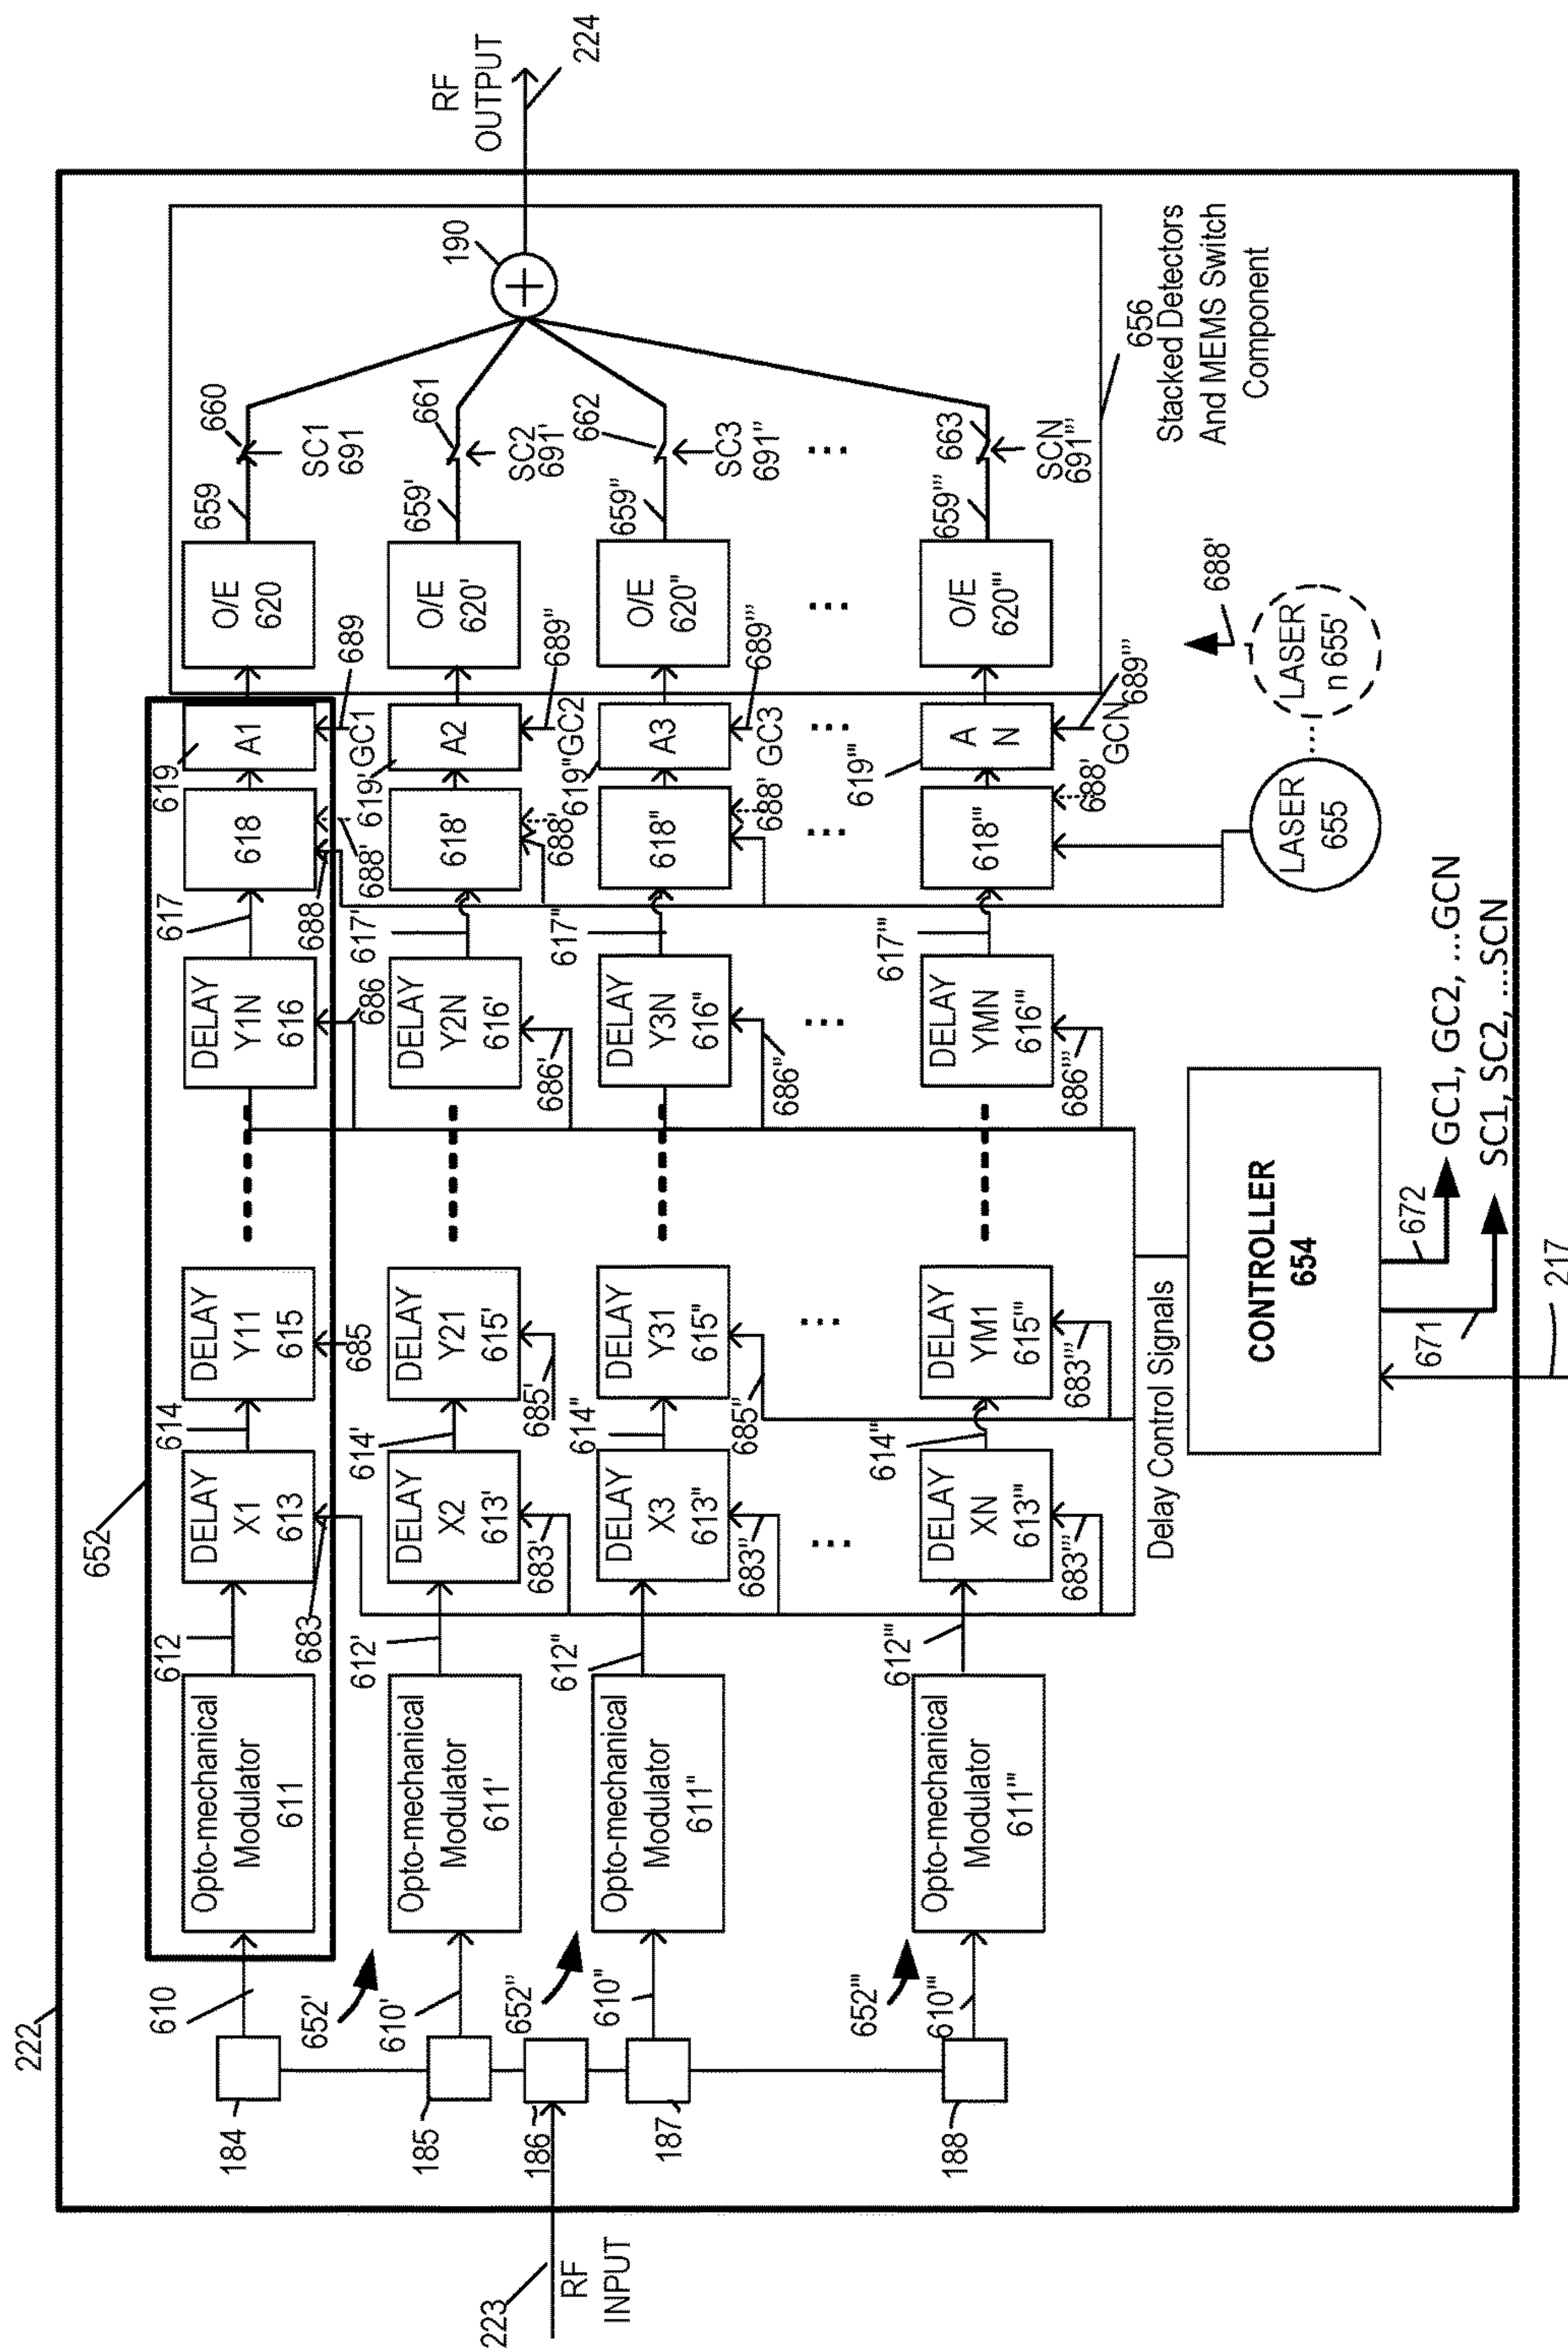 222
652
RF
OUTPUT
224
223
RF
INPUT
184
185
186
187
188
190
610
Opto-mechanical
Modulator
611
612
DELAY
X1
613
683
614
DELAY
Y11
615
685
DELAY
Y1N
616
686
617
618
688
688'
619
A1
GC1
689
O/E
620
659
660
SC1
691
652'
610'
Opto-mechanical
Modulator
611'
612'
DELAY
X2
613'
683'
614'
DELAY
Y21
615'
685'
DELAY
Y2N
616'
686'
617'
618'
688'
619'
A2
GC2
689''
O/E
620'
659'
661
SC2
691'
652''
610''
Opto-mechanical
Modulator
611''
612''
DELAY
X3
613''
683''
614''
DELAY
Y31
615''
685''
DELAY
Y3N
616''
686''
617''
618''
688'
619''
A3
GC3
689'''
O/E
620''
659''
662
SC3
691''
...
...
...
...
...
...
652'''
610'''
Opto-mechanical
Modulator
611'''
612'''
DELAY
XN
613'''
683'''
614'''
DELAY
YM1
615'''
683'''
DELAY
YMN
616'''
686'''
617'''
618'''
688'
619'''
A
N
GCN
689'''
O/E
620'''
659'''
663
SCN
691'''
656
Stacked Detectors
And MEMS Switch
Component
Delay Control Signals
CONTROLLER
654
LASER
655
....
LASER
n 655'
688'
672
GC1, GC2, ...GCN
671
SC1, SC2, ...SCN
217